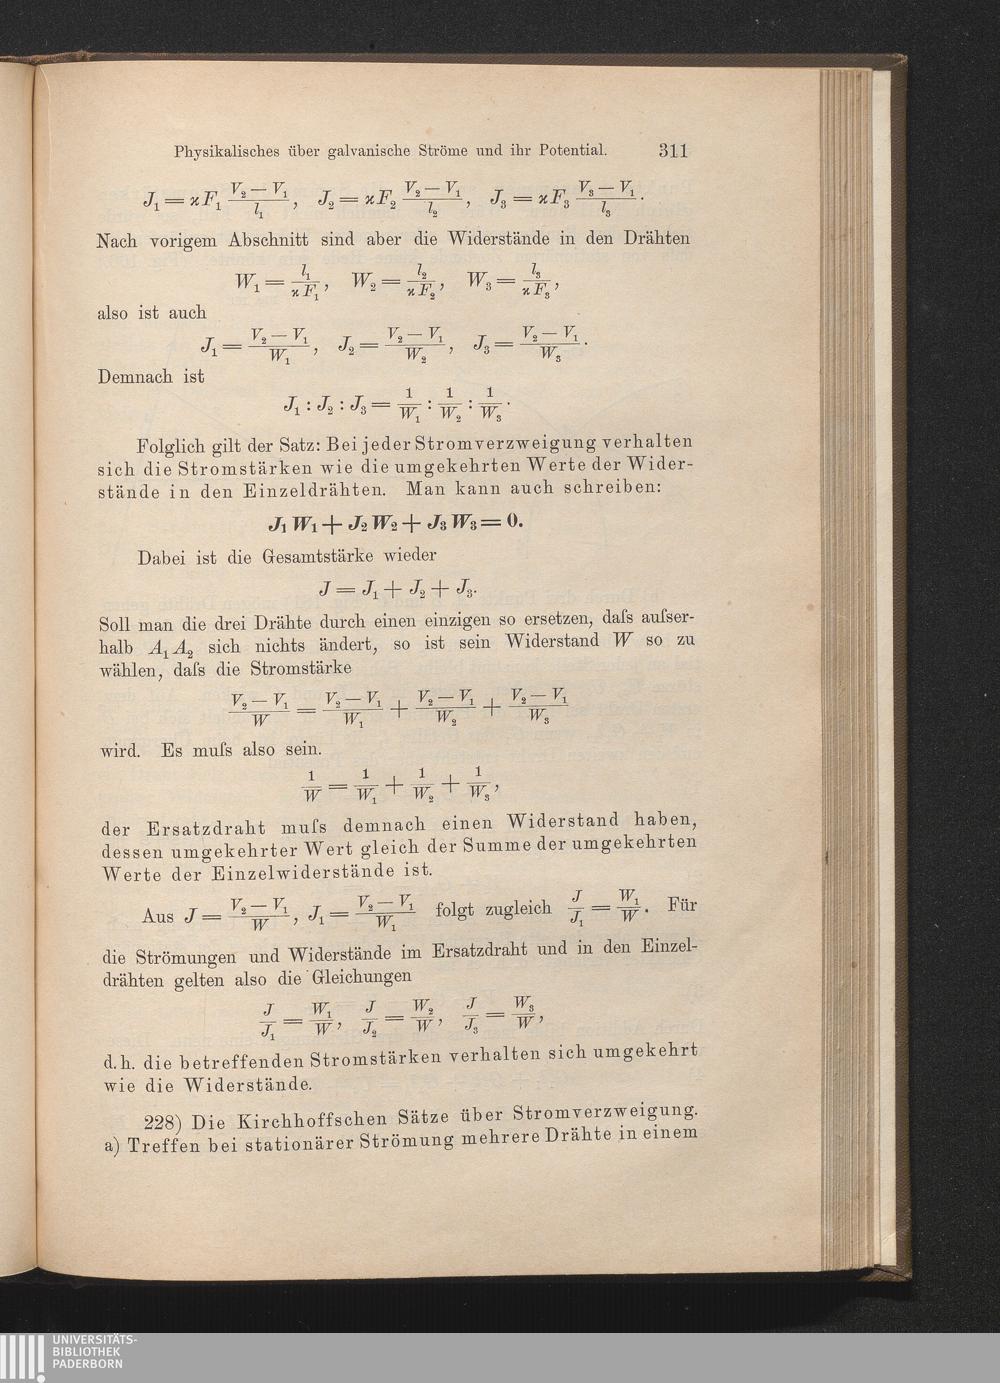 Physikalisches über galvanische Ströme und ihr Potential. 311
J₁ = ϰF₁ (V₂ — V₁)/l₁, J₂ = ϰF₂ (V₂ — V₁)/l₂, J₃ = ϰF₃ (V₃ — V₁)/l₃.
Nach vorigem Abschnitt sind aber die Widerstände in den Drähten
W₁ = l₁/(ϰF₁), W₂ = l₂/(ϰF₂), W₃ = l₃/(ϰF₃),
also ist auch
J₁ = (V₂ — V₁)/W₁, J₂ = (V₂ — V₁)/W₂, J₃ = (V₂ — V₁)/W₃.
Demnach ist
J₁ : J₂ : J₃ = 1/W₁ : 1/W₂ : 1/W₃.
Folglich gilt der Satz: Bei jeder Stromverzweigung verhalten
sich die Stromstärken wie die umgekehrten Werte der Wider-
stände in den Einzeldrähten. Man kann auch schreiben:
J₁ W₁ + J₂ W₂ + J₃ W₃ = 0.
Dabei ist die Gesamtstärke wieder
J = J₁ + J₂ + J₃.
Soll man die drei Drähte durch einen einzigen so ersetzen, daſs auſser-
halb A₁ A₂ sich nichts ändert, so ist sein Widerstand W so zu
wählen, daſs die Stromstärke
(V₂ — V₁)/W = (V₂ — V₁)/W₁ + (V₂ — V₁)/W₂ + (V₂ — V₁)/W₃
wird. Es muſs also sein.
1/W = 1/W₁ + 1/W₂ + 1/W₃,
der Ersatzdraht muſs demnach einen Widerstand haben,
dessen umgekehrter Wert gleich der Summe der umgekehrten
Werte der Einzelwiderstände ist.
Aus J = (V₂ — V₁)/W, J₁ = (V₂ — V₁)/W₁ folgt zugleich J/J₁ = W₁/W. Für
die Strömungen und Widerstände im Ersatzdraht und in den Einzel-
drähten gelten also die Gleichungen
J/J₁ = W₁/W, J/J₂ = W₂/W, J/J₃ = W₃/W,
d. h. die betreffenden Stromstärken verhalten sich umgekehrt
wie die Widerstände.
228) Die Kirchhoffschen Sätze über Stromverzweigung.
a) Treffen bei stationärer Strömung mehrere Drähte in einem
UNIVERSITÄTS-
BIBLIOTHEK
PADERBORN